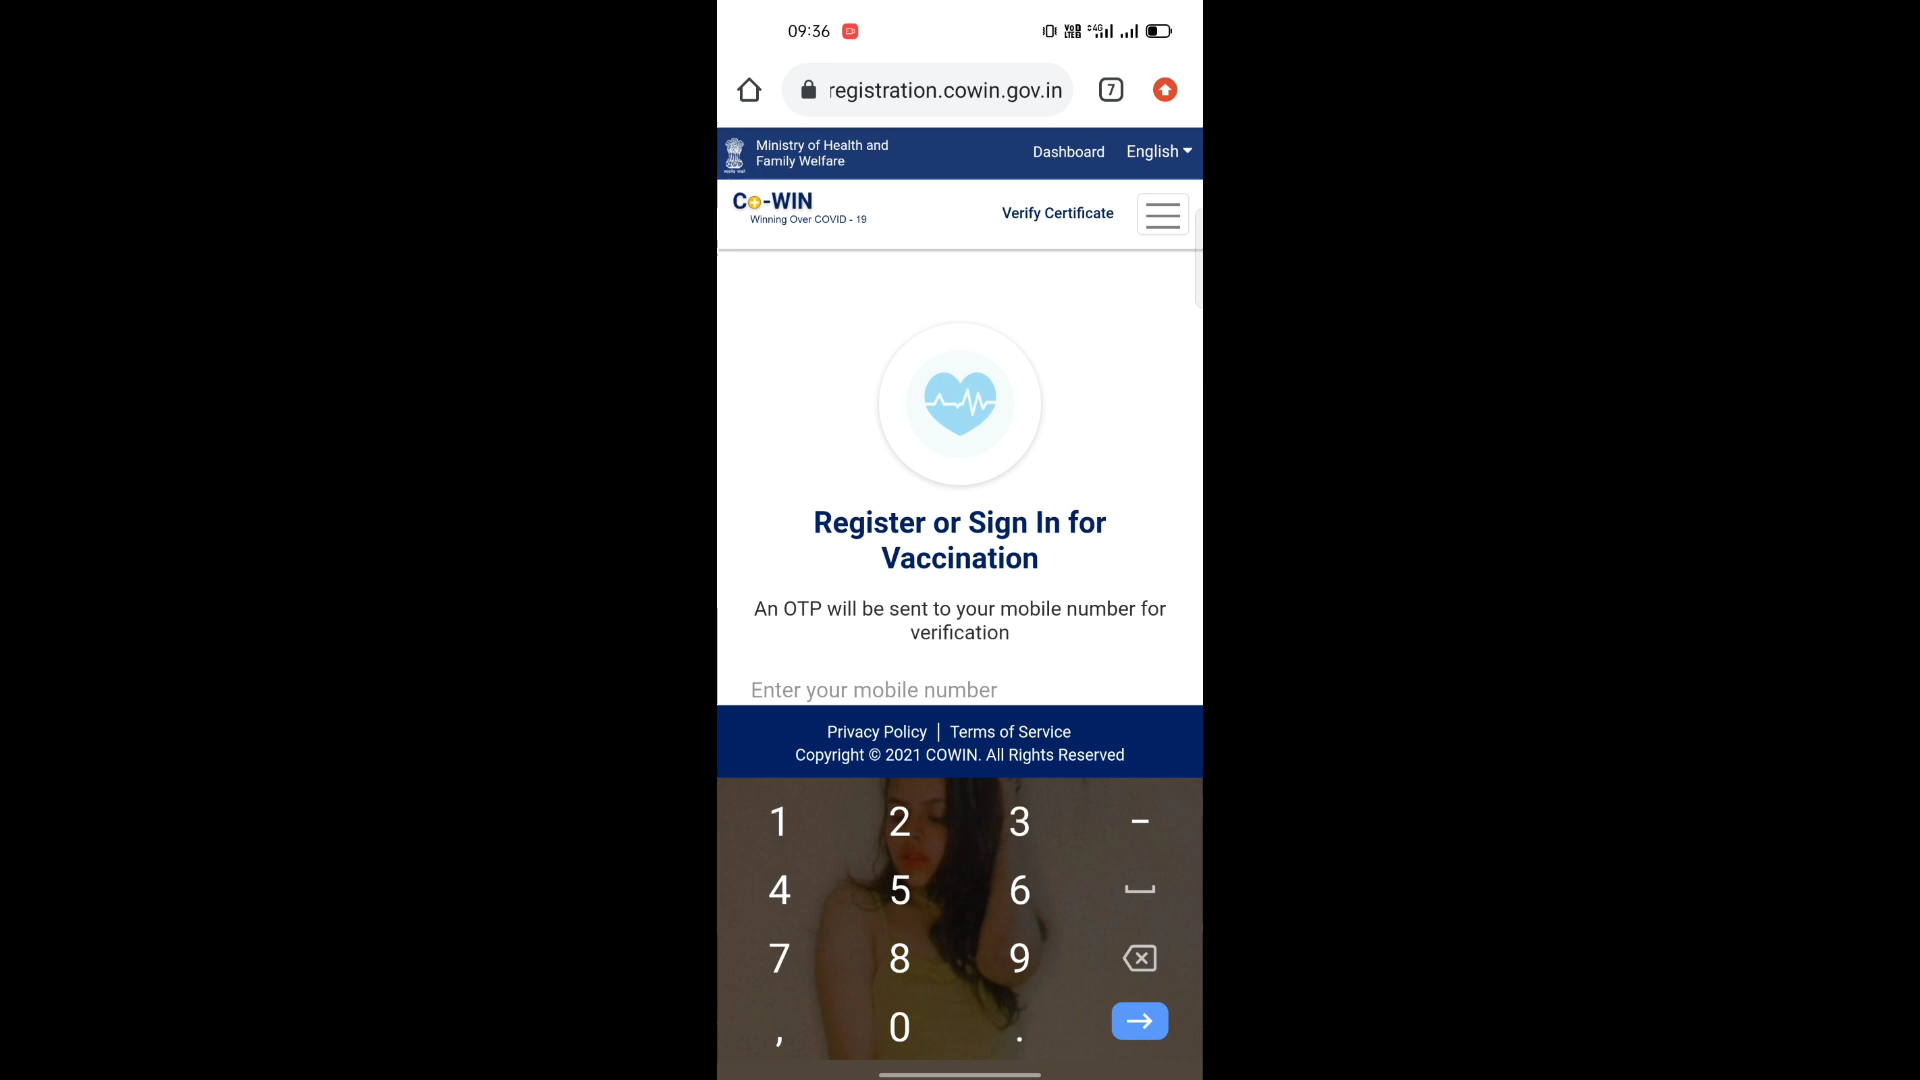 09:36
VoD
LTED
4G
registration.cowin.gov.in
7
Ministry of Health and
Family Welfare
Dashboard
English
Co-WIN
Winning Over COVID - 19
Verify Certificate
Register or Sign In for
Vaccination
An OTP will be sent to your mobile number for
verification
Enter your mobile number
Privacy Policy | Terms of Service
Copyright © 2021 COWIN. All Rights Reserved
1 2 3 -
4 5 6
7 8 9
, 0 .